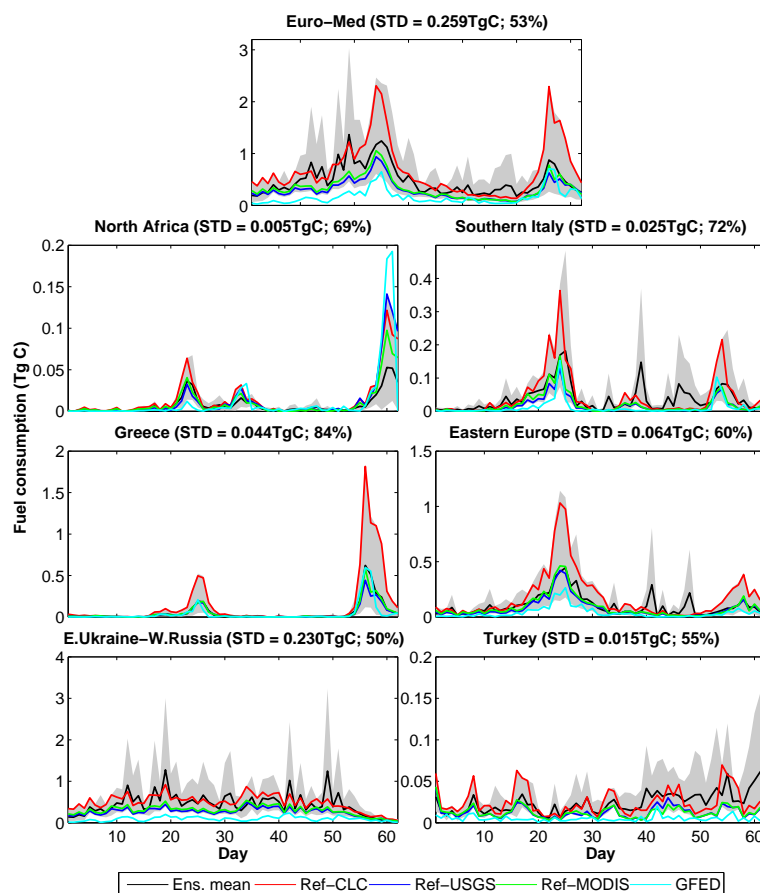 Euro−Med (STD = 0.259TgC; 53%)
3
2
1
0
North Africa (STD = 0.005TgC; 69%)
Southern Italy (STD = 0.025TgC; 72%)
0.2
0.15
0.1
0.05
0
0.4
0.3
0.2
0.1
0
Fuel consumption (Tg C)
Greece (STD = 0.044TgC; 84%)
Eastern Europe (STD = 0.064TgC; 60%)
2
1.5
1
0.5
0
1.5
1
0.5
0
E.Ukraine−W.Russia (STD = 0.230TgC; 50%)
Turkey (STD = 0.015TgC; 55%)
4
3
2
1
0
0.2
0.15
0.1
0.05
0
10 20 30 40 50 60
10 20 30 40 50 60
Day
Day
Ens. mean Ref−CLC Ref−USGS Ref−MODIS GFED